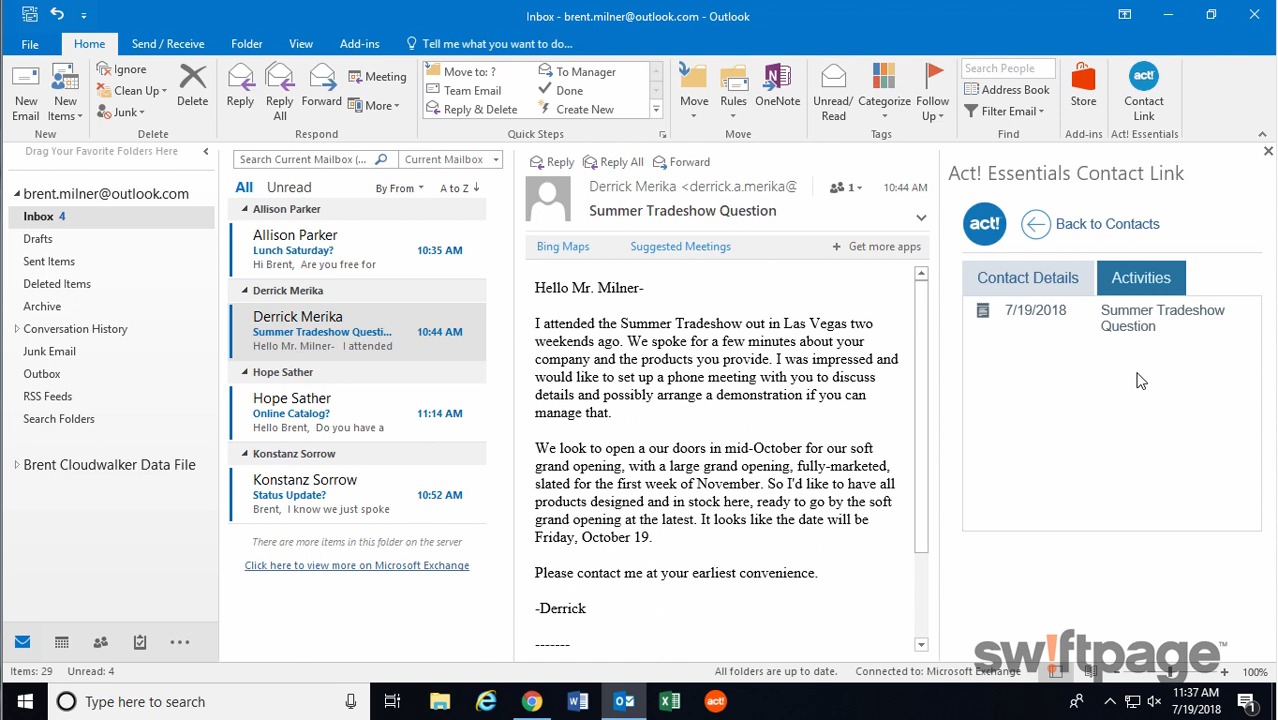 Inbox - brent.milner@outlook.com - Outlook
File
Home
Send / Receive
Folder
View
Add-ins
Tell me what you want to do...
New
Email
New
Items
New
Ignore
Clean Up
Junk
Delete
Delete
Reply
Reply
All
Forward
Meeting
More
Respond
Move to: ?
Team Email
Reply & Delete
To Manager
Done
Create New
Quick Steps
Move
Rules
OneNote
Move
Unread/
Read
Categorize
Follow
Up
Tags
Search People
Address Book
Filter Email
Find
Store
Add-ins
act!
Contact
Link
Act! Essentials
Drag Your Favorite Folders Here
brent.milner@outlook.com
Inbox 4
Drafts
Sent Items
Deleted Items
Archive
Conversation History
Junk Email
Outbox
RSS Feeds
Search Folders
Brent Cloudwalker Data File
Search Current Mailbox (...
Current Mailbox
All
Unread
By From
A to Z
Allison Parker
Allison Parker
Lunch Saturday? 10:35 AM
Hi Brent, Are you free for
Derrick Merika
Derrick Merika
Summer Tradeshow Questi... 10:44 AM
Hello Mr. Milner- I attended
Hope Sather
Hope Sather
Online Catalog? 11:14 AM
Hello Brent, Do you have a
Konstanz Sorrow
Konstanz Sorrow
Status Update? 10:52 AM
Brent, I know we just spoke
There are more items in this folder on the server
Click here to view more on Microsoft Exchange
Reply
Reply All
Forward
Derrick Merika <derrick.a.merika@
1
10:44 AM
Summer Tradeshow Question
Bing Maps
Suggested Meetings
+ Get more apps
Hello Mr. Milner-
I attended the Summer Tradeshow out in Las Vegas two
weekends ago. We spoke for a few minutes about your
company and the products you provide. I was impressed and
would like to set up a phone meeting with you to discuss
details and possibly arrange a demonstration if you can
manage that.
We look to open a our doors in mid-October for our soft
grand opening, with a large grand opening, fully-marketed,
slated for the first week of November. So I'd like to have all
products designed and in stock here, ready to go by the soft
grand opening at the latest. It looks like the date will be
Friday, October 19.
Please contact me at your earliest convenience.
-Derrick
-------
Act! Essentials Contact Link
act!
Back to Contacts
Contact Details
Activities
7/19/2018
Summer Tradeshow
Question
sw!ftpage
Items: 29
Unread: 4
All folders are up to date.
Connected to: Microsoft Exchange
100%
Type here to search
act!
11:37 AM
7/19/2018
1